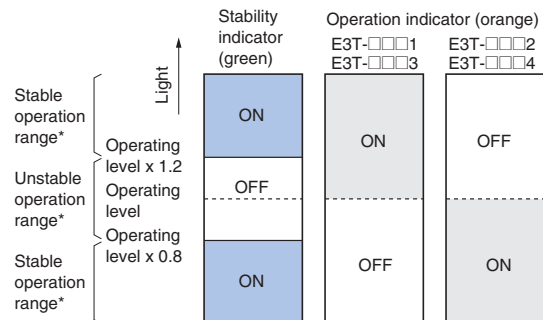 Stability
indicator
(green)
Operation indicator (orange)
E3T-□□□1
E3T-□□□3
E3T-□□□2
E3T-□□□4
Light
Stable
operation
range*
ON
ON
OFF
Operating
level x 1.2
Unstable
operation
range*
OFF
Operating
level
Operating
level x 0.8
Stable
operation
range*
ON
OFF
ON